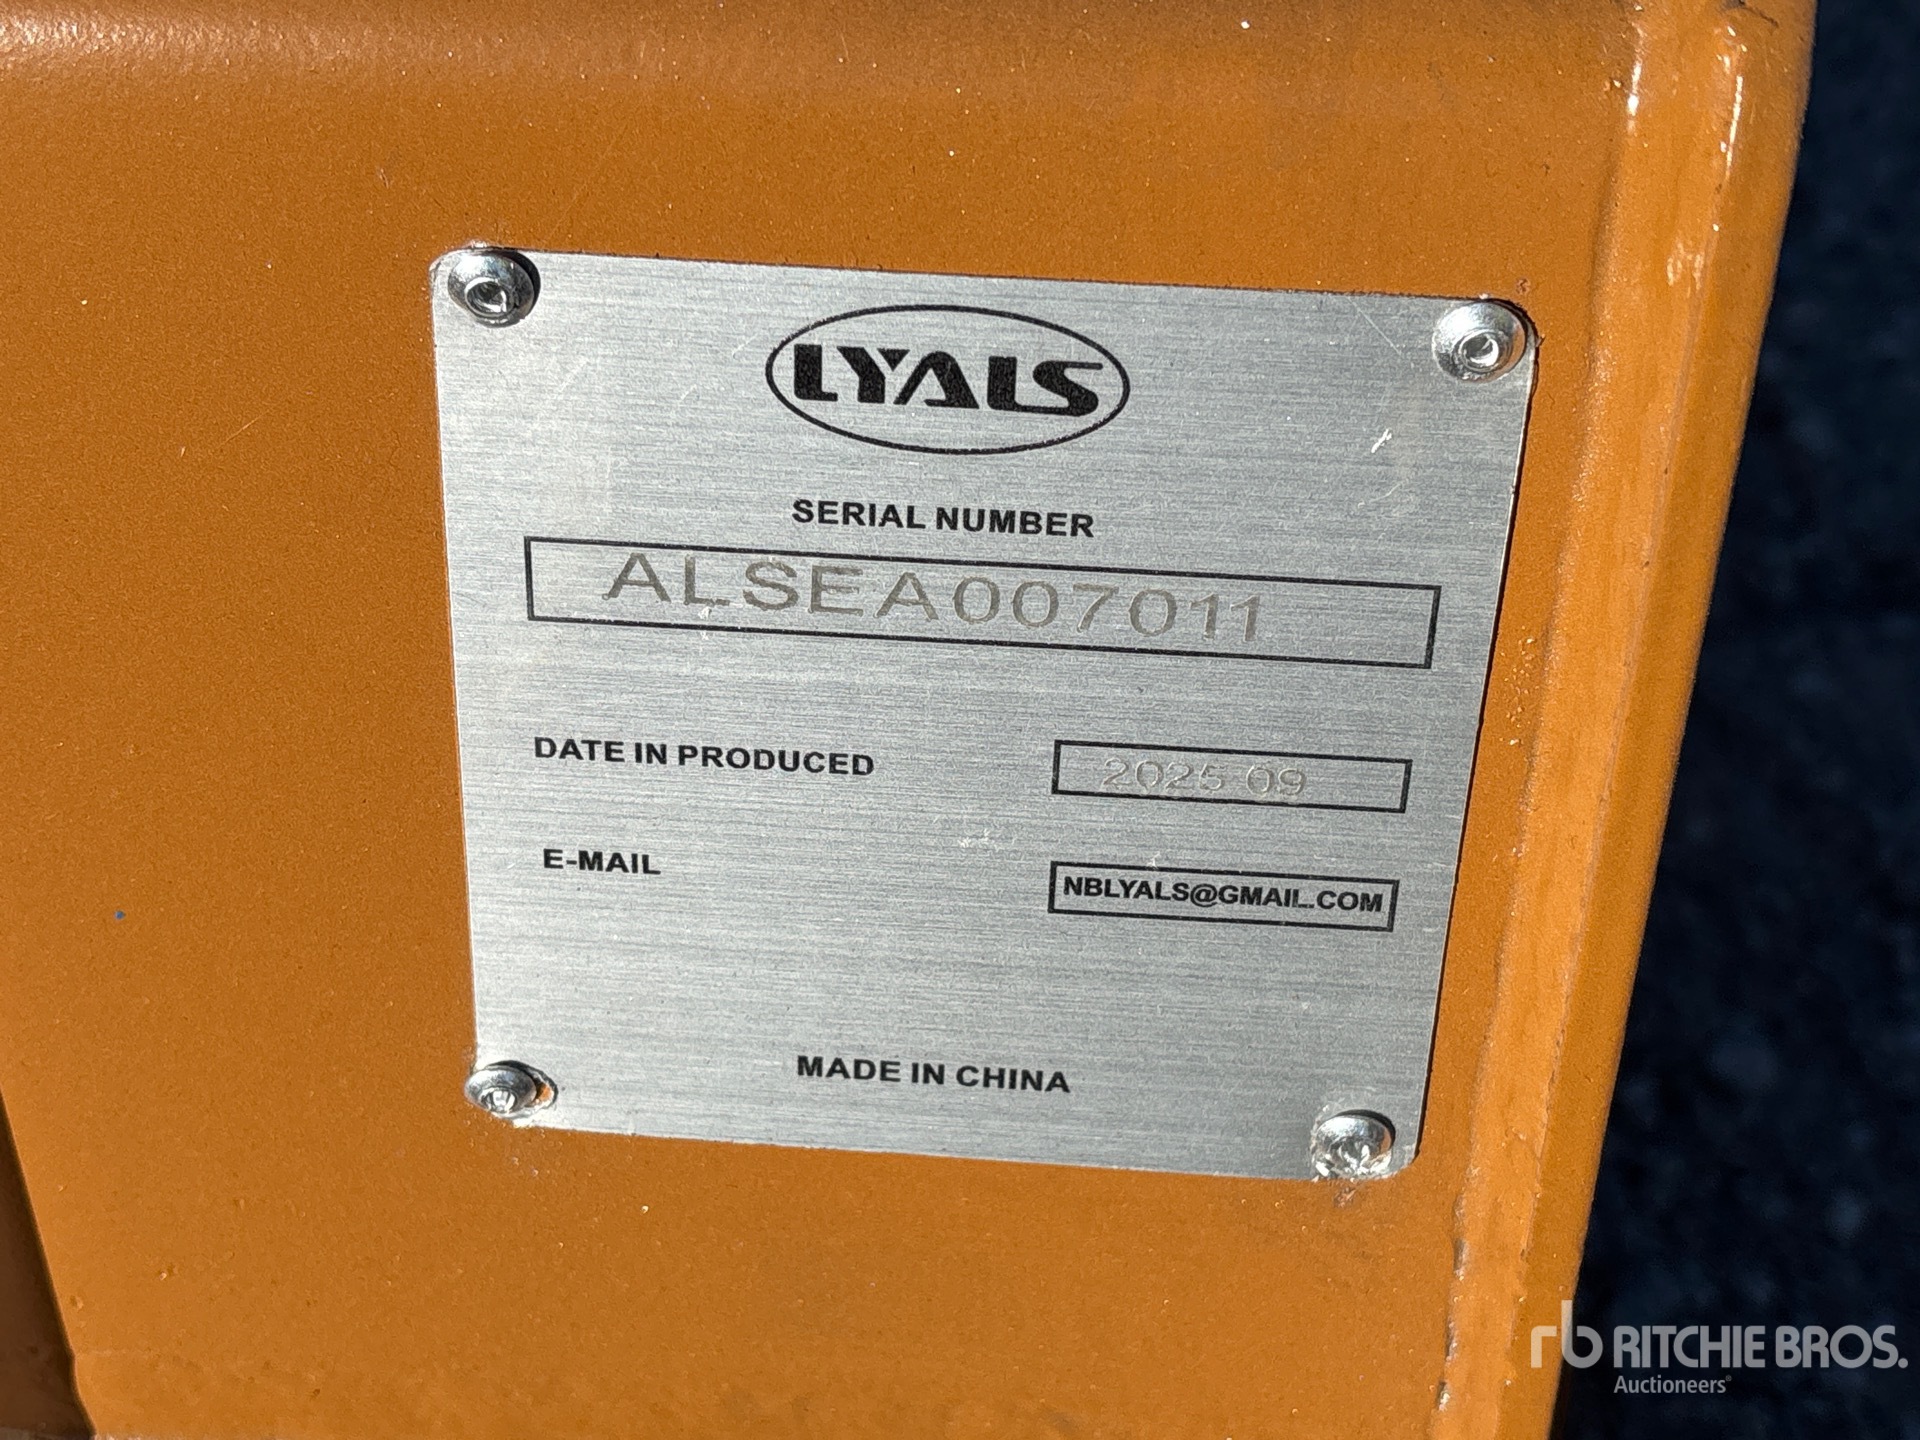 LYALS
SERIAL NUMBER
ALSEA007011
DATE IN PRODUCED 2025 09
E-MAIL NBLYALS@GMAIL.COM
MADE IN CHINA
rb RITCHIE BROS.
Auctioneers®